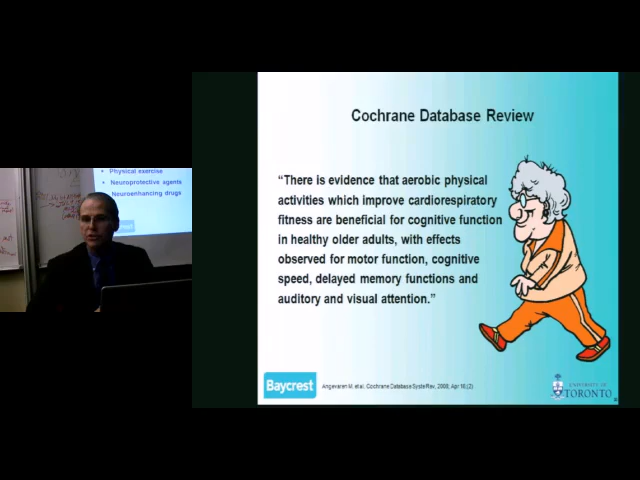 Physical exercise
Neuroprotective agents
Neuroenhancing drugs
Cochrane Database Review
“There is evidence that aerobic physical
activities which improve cardiorespiratory
fitness are beneficial for cognitive function
in healthy older adults, with effects
observed for motor function, cognitive
speed, delayed memory functions and
auditory and visual attention.”
Baycrest
Angevaren M, et al. Cochrane Database Syste Rev, 2008; Apr 16 (2)
UNIVERSITY OF
TORONTO